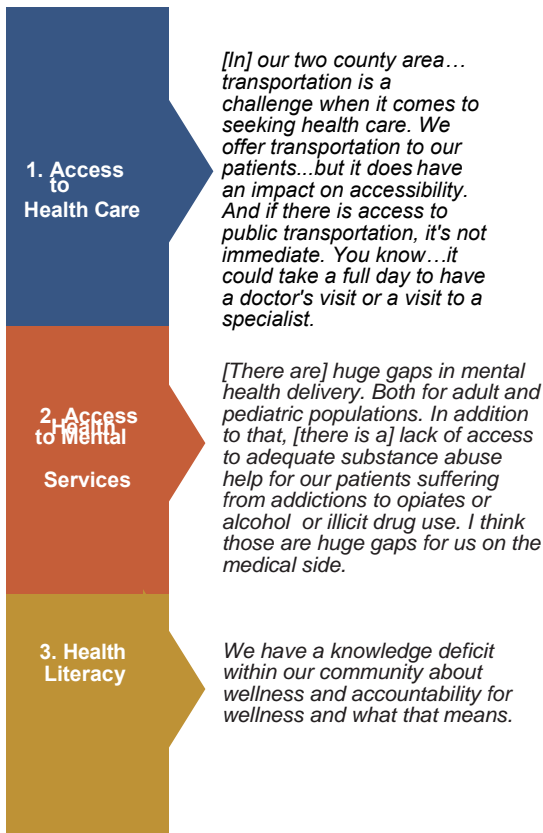 1. Access
to
Health Care
[In] our two county area…
transportation is a
challenge when it comes to
seeking health care. We
offer transportation to our
patients...but it does have
an impact on accessibility.
And if there is access to
public transportation, it's not
immediate. You know…it
could take a full day to have
a doctor's visit or a visit to a
specialist.
2. Access
to Mental
Health
Services
[There are] huge gaps in mental
health delivery. Both for adult and
pediatric populations. In addition
to that, [there is a] lack of access
to adequate substance abuse
help for our patients suffering
from addictions to opiates or
alcohol or illicit drug use. I think
those are huge gaps for us on the
medical side.
3. Health
Literacy
We have a knowledge deficit
within our community about
wellness and accountability for
wellness and what that means.